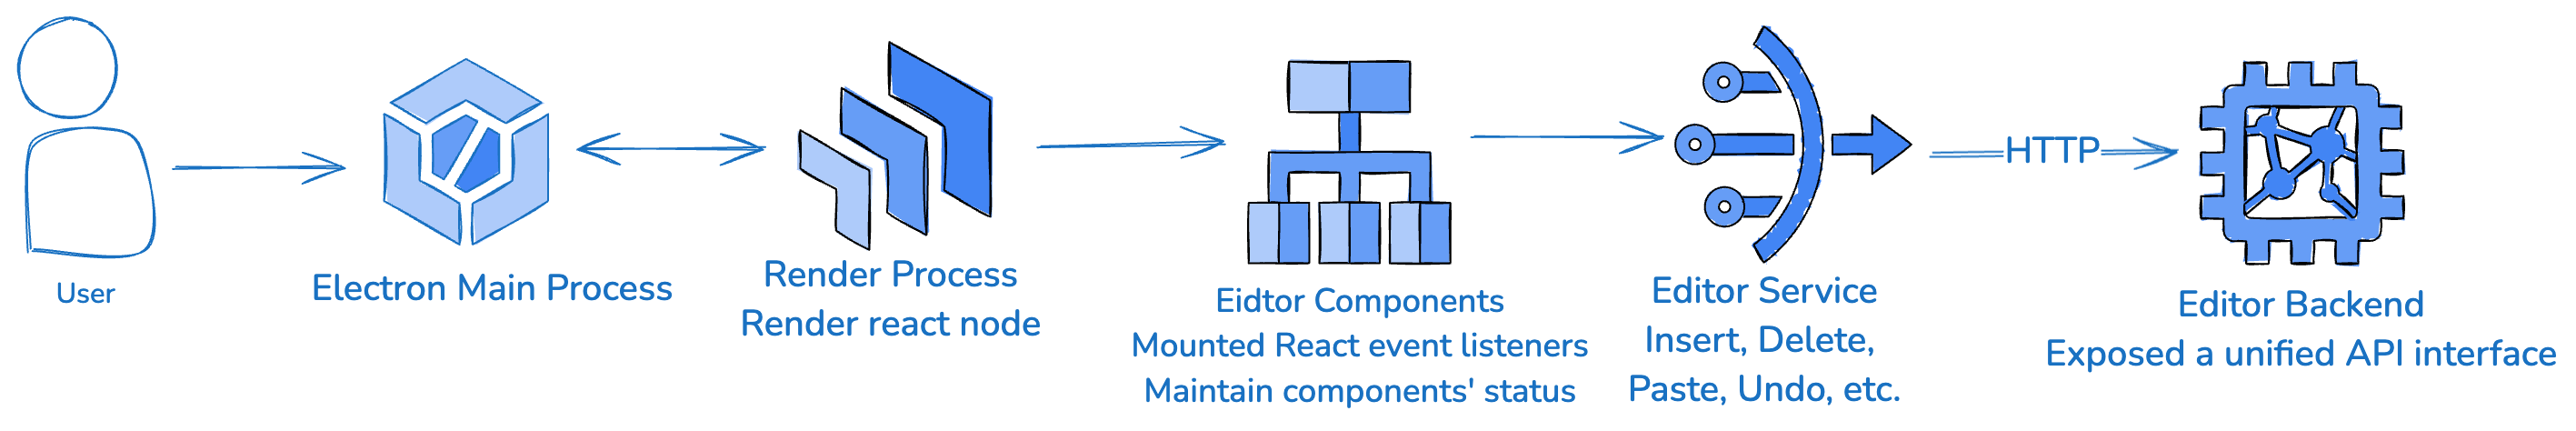 User
Electron Main Process
Render Process
Render react node
Eidtor Components
Mounted React event listeners
Maintain components' status
Editor Service
Insert, Delete,
Paste, Undo, etc.
HTTP
Editor Backend
Exposed a unified API interface